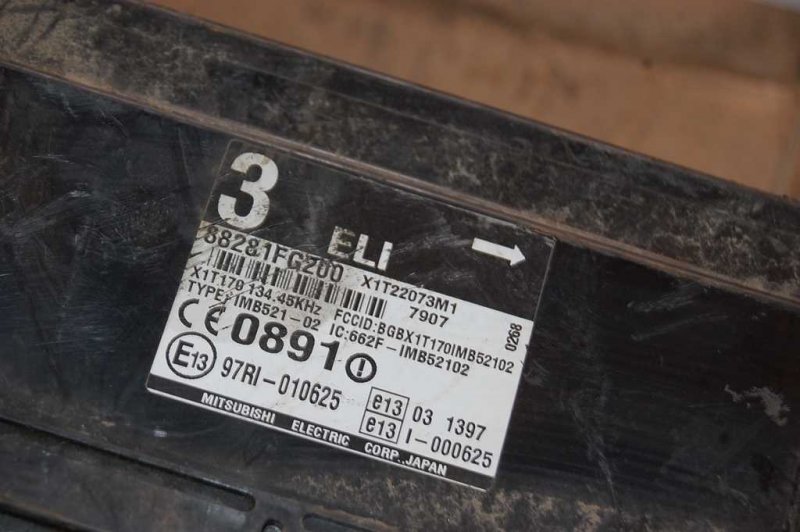 3
ELI
88281FG200 X1T22073M1
7907
X1T170 134.45KHz FCCID:BGBX1T170IMB52102
TYPE: IMB521-02 IC:662F-IMB52102
0268
CE 0891
E13 97RI-010625
e13 03 1397
e13 I-000625
MITSUBISHI ELECTRIC CORP., JAPAN